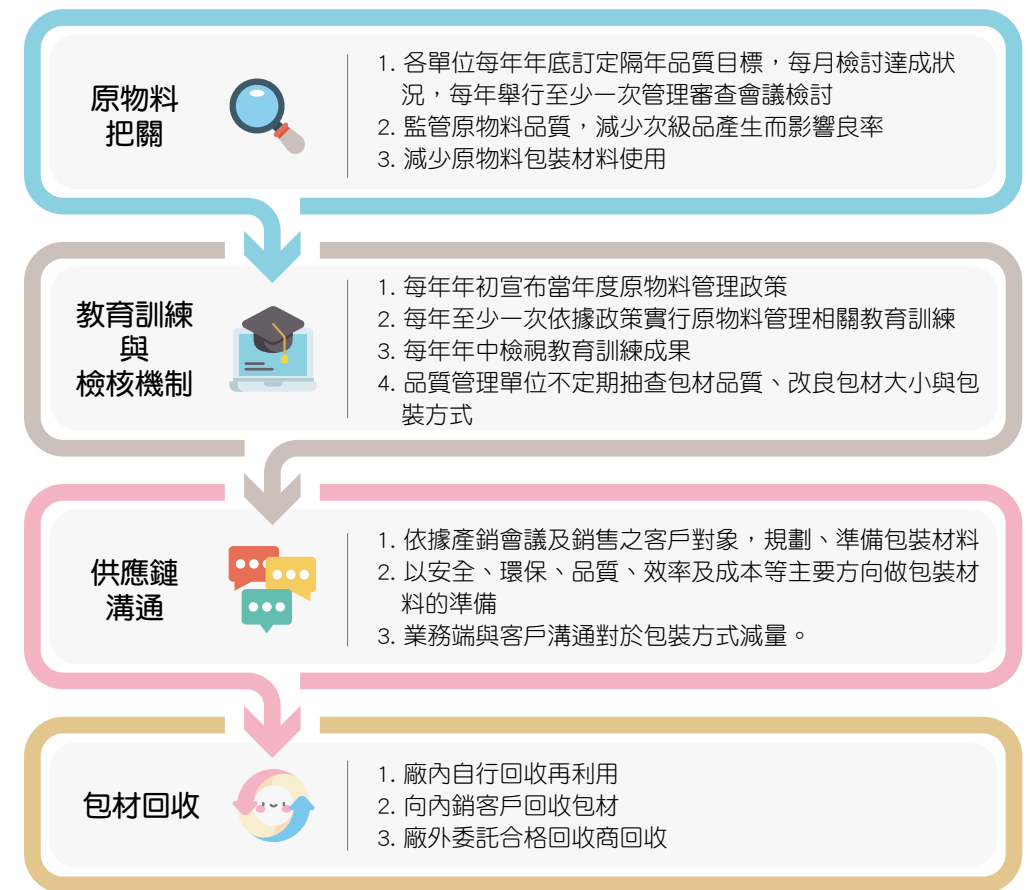 原物料
把關
1. 各單位每年年底訂定隔年品質目標，每月檢討達成狀
況，每年舉行至少一次管理審查會議檢討
2. 監管原物料品質，減少次級品產生而影響良率
3. 減少原物料包裝材料使用
教育訓練
與
檢核機制
1. 每年年初宣布當年度原物料管理政策
2. 每年至少一次依據政策實行原物料管理相關教育訓練
3. 每年年中檢視教育訓練成果
4. 品質管理單位不定期抽查包材品質、改良包材大小與包
裝方式
供應鏈
溝通
1. 依據產銷會議及銷售之客戶對象，規劃、準備包裝材料
2. 以安全、環保、品質、效率及成本等主要方向做包裝材
料的準備
3. 業務端與客戶溝通對於包裝方式減量。
包材回收
1. 廠內自行回收再利用
2. 向內銷客戶回收包材
3. 廠外委託合格回收商回收